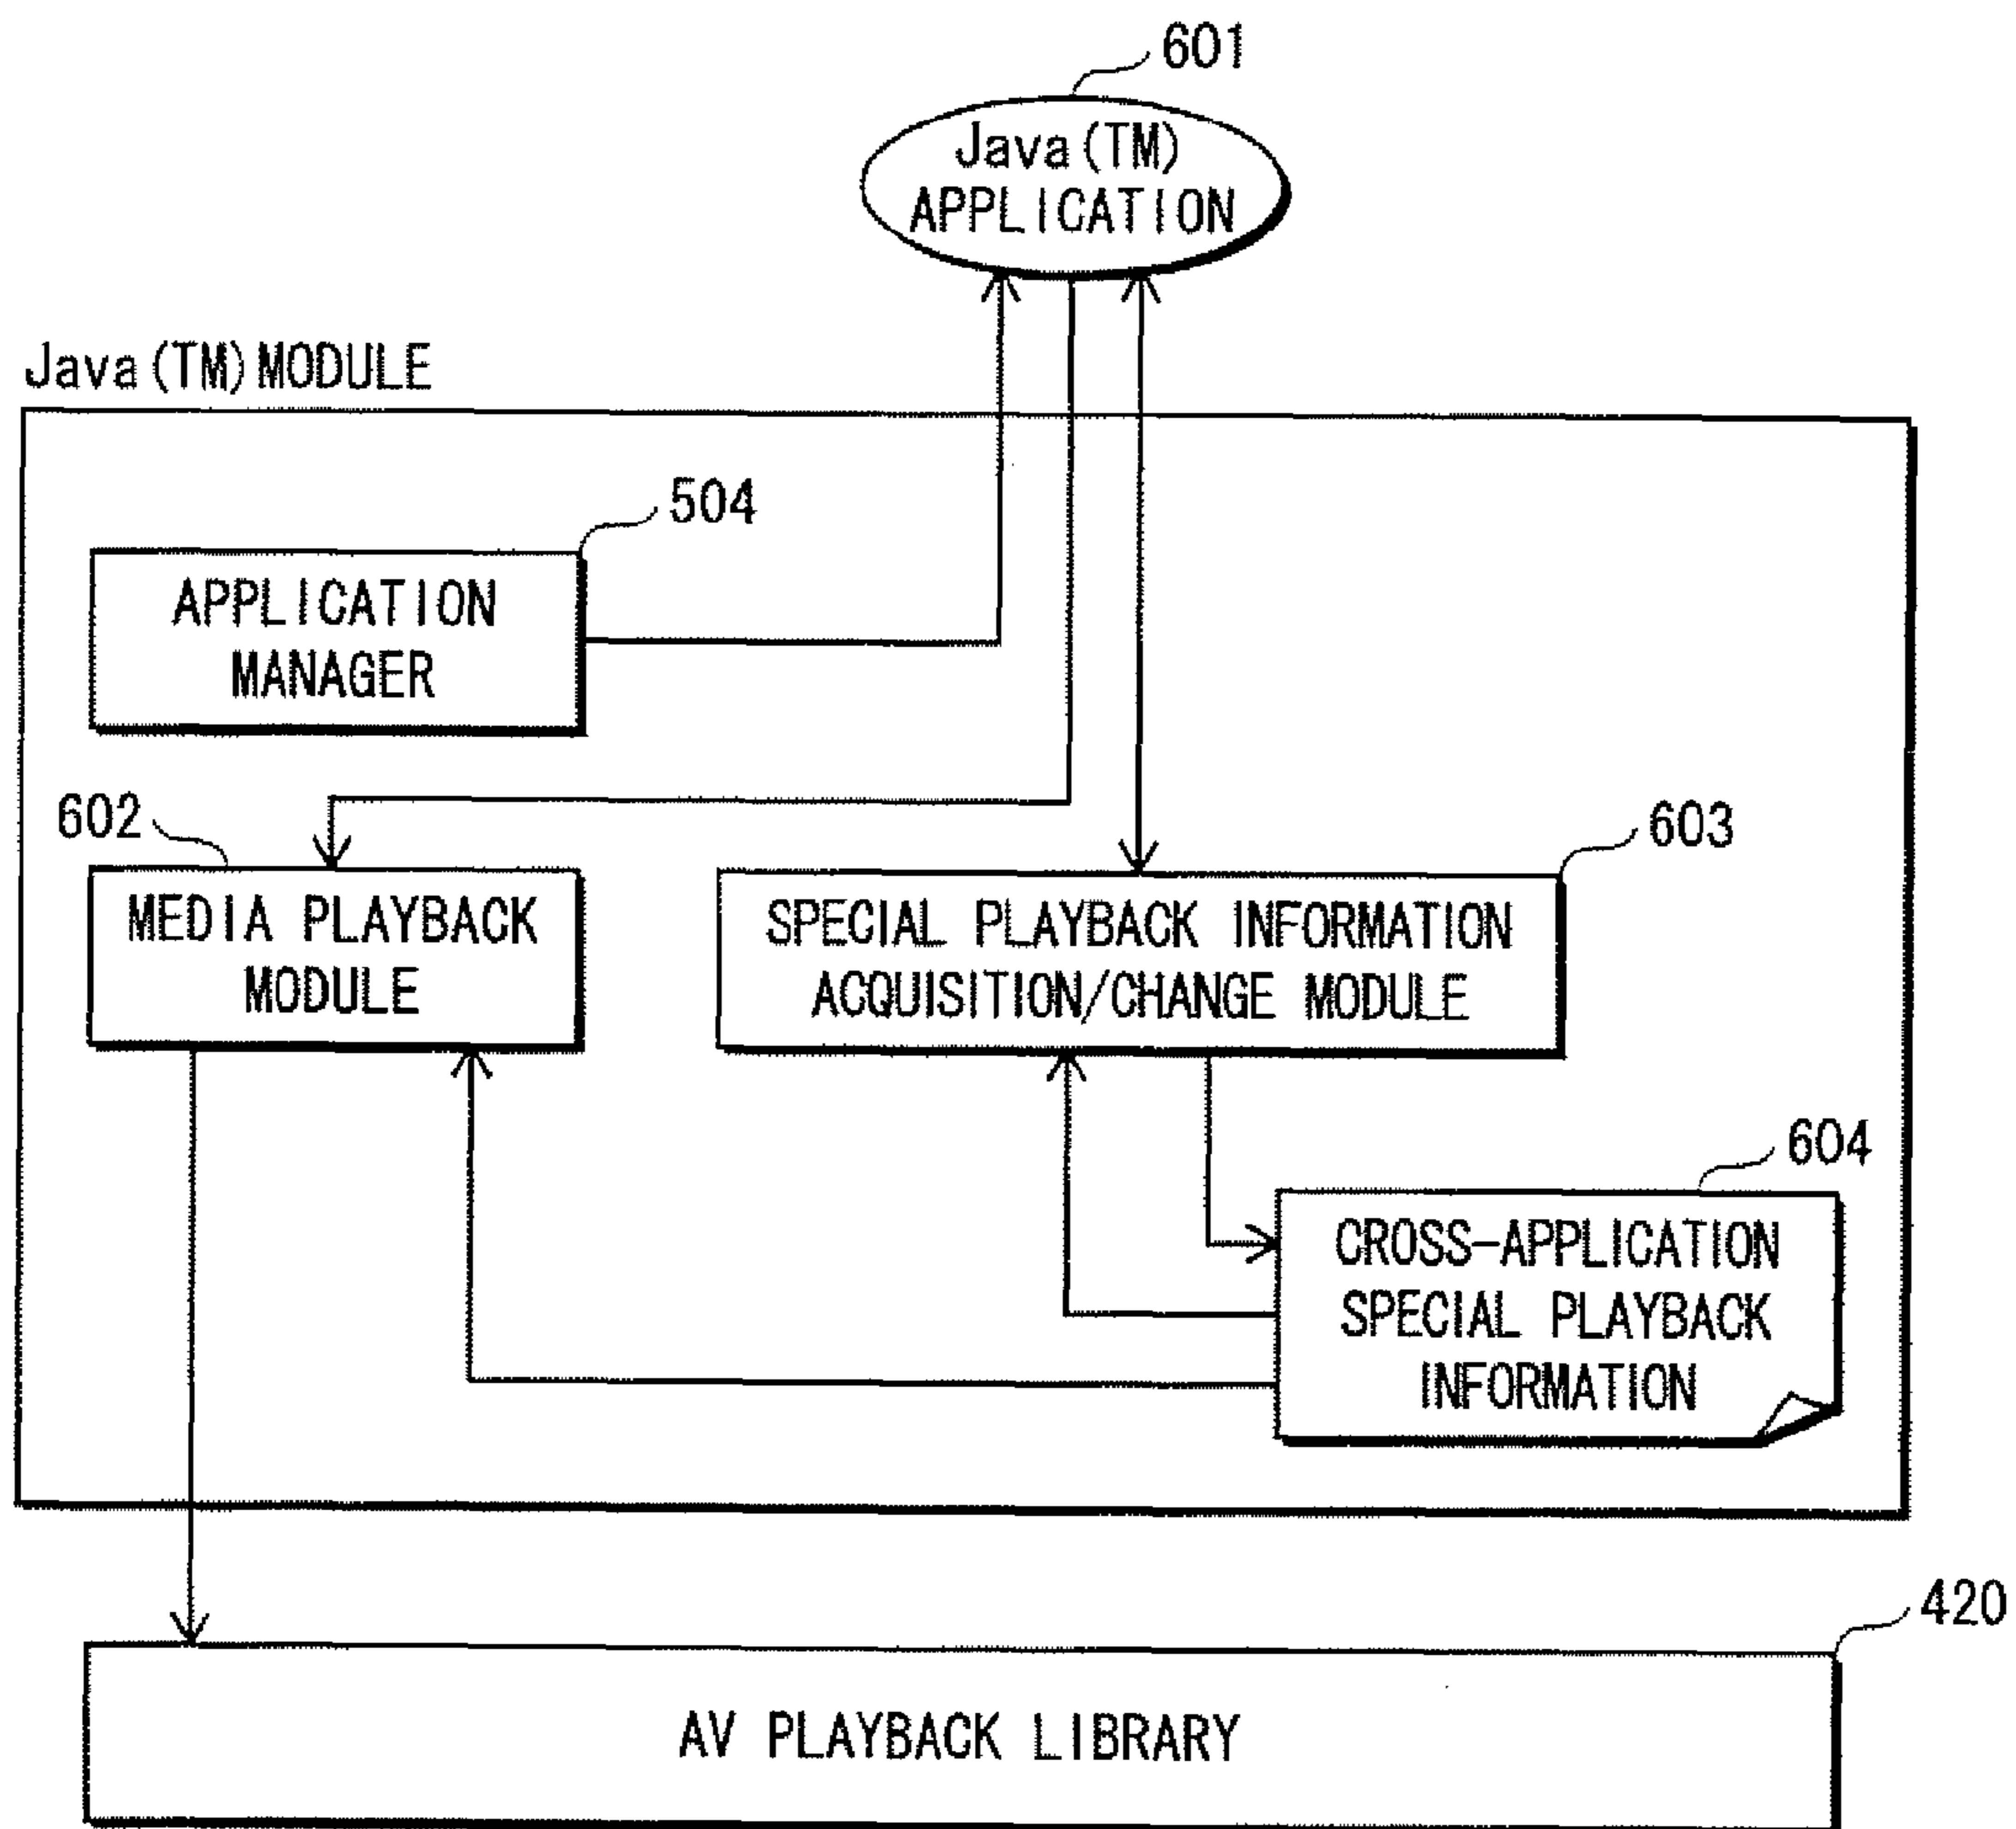 601
Java(TM)
APPLICATION
Java(TM)MODULE
504
APPLICATION
MANAGER
602
MEDIA PLAYBACK
MODULE
603
SPECIAL PLAYBACK INFORMATION
ACQUISITION/CHANGE MODULE
604
CROSS-APPLICATION
SPECIAL PLAYBACK
INFORMATION
420
AV PLAYBACK LIBRARY